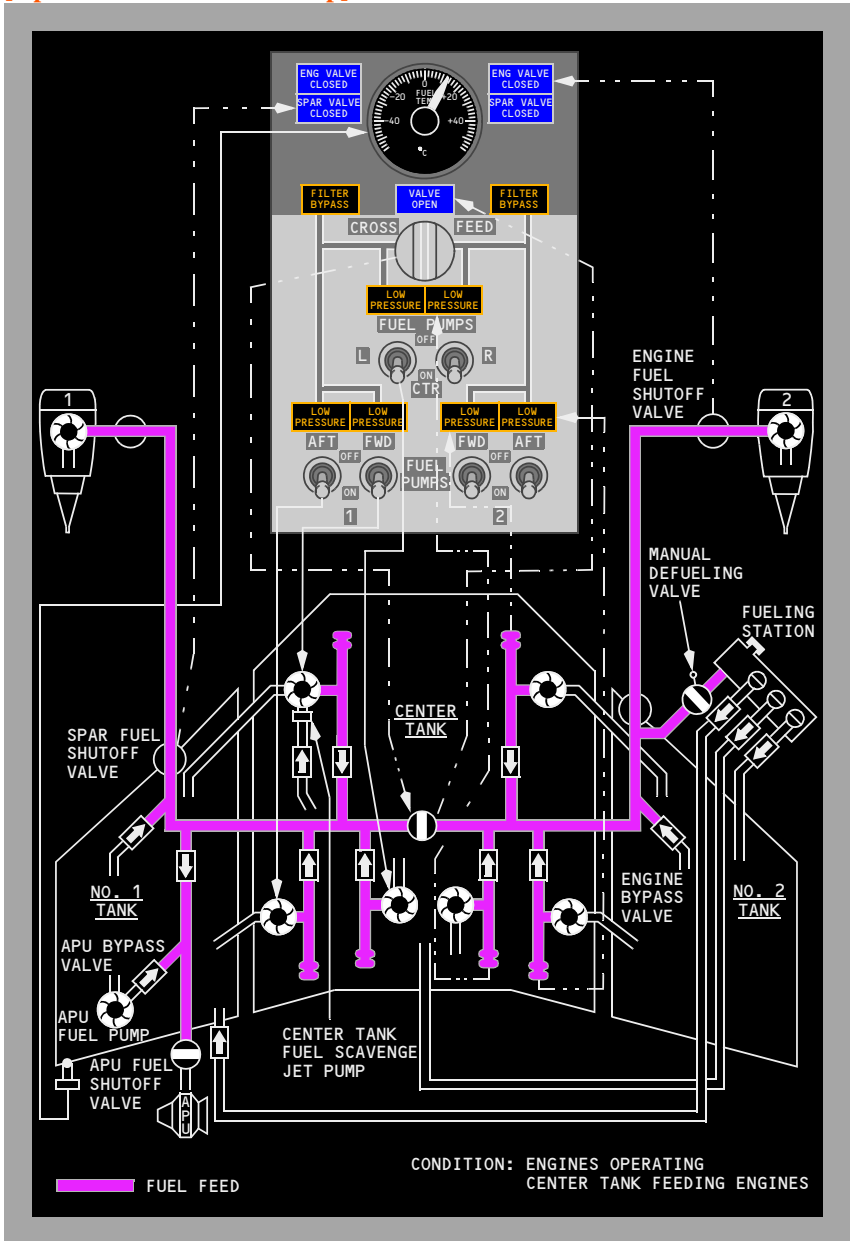 ENG VALVE
CLOSED
SPAR VALVE
CLOSED
0
-20
+20
FUEL
TEMP
-40
+40
°C
ENG VALVE
CLOSED
SPAR VALVE
CLOSED
FILTER
BYPASS
VALVE
OPEN
FILTER
BYPASS
CROSS
FEED
LOW
PRESSURE
LOW
PRESSURE
FUEL PUMPS
OFF
L
R
ON
CTR
LOW
PRESSURE
LOW
PRESSURE
LOW
PRESSURE
LOW
PRESSURE
AFT
FWD
FWD
AFT
OFF
OFF
FUEL
PUMPS
ON
ON
1
2
1
2
ENGINE
FUEL
SHUTOFF
VALVE
MANUAL
DEFUELING
VALVE
FUELING
STATION
CENTER
TANK
SPAR FUEL
SHUTOFF
VALVE
NO. 1
TANK
ENGINE
BYPASS
VALVE
NO. 2
TANK
APU BYPASS
VALVE
APU
FUEL PUMP
APU FUEL
SHUTOFF
VALVE
CENTER TANK
FUEL SCAVENGE
JET PUMP
APU
CONDITION: ENGINES OPERATING
CENTER TANK FEEDING ENGINES
FUEL FEED